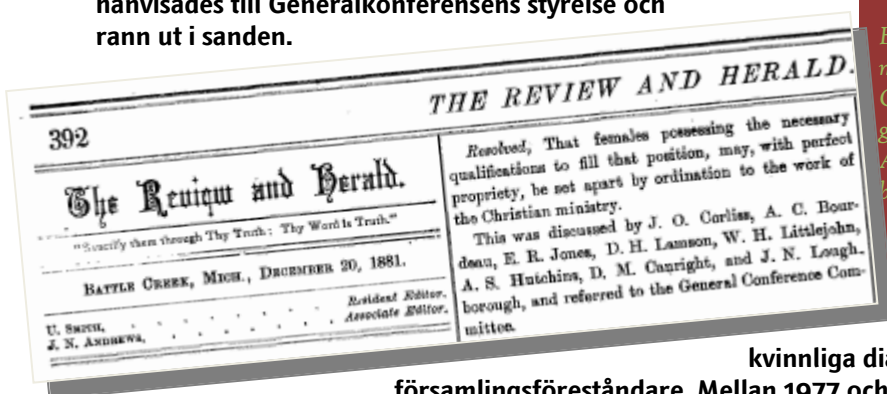 hänvisades till Generalkonferensens styrelse och
rann ut i sanden.
392
THE REVIEW AND HERALD.
The Review and Herald.
"Sanctify them through Thy Truth; Thy Word Is Truth."
BATTLE CREEK, MICH., DECEMBER 20, 1881.
U. SMITH, Resident Editor.
J. N. ANDREWS, Associate Editor.
Resolved, That females possessing the necessary
qualifications to fill that position, may, with perfect
propriety, be set apart by ordination to the work of
the Christian ministry.
This was discussed by J. O. Corliss, A. C. Bour-
deau, E. R. Jones, D. H. Lamson, W. H. Littlejohn,
A. S. Hutchins, D. M. Canright, and J. N. Lough-
borough, and referred to the General Conference Com-
mittee.
kvinnliga
församlingsföreståndare. Mellan 1977 och